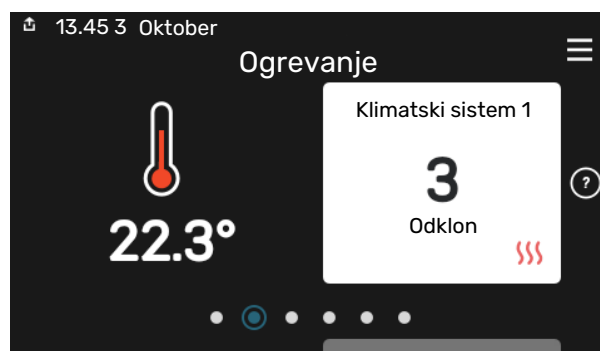 13.45 3 Oktober
Ogrevanje
Klimatski sistem 1
3
Odklon
22.3°
?